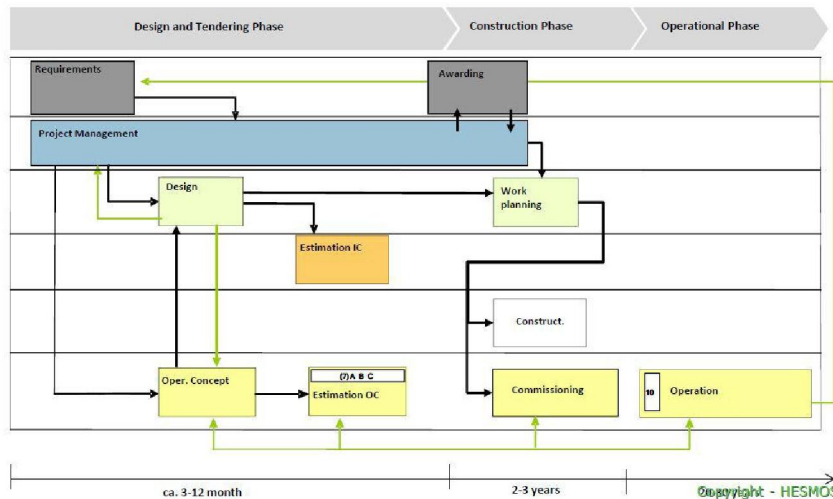 Design and Tendering Phase
Construction Phase
Operational Phase
Requirements
Awarding
Project Management
Design
Work
planning
Estimation IC
Construct.
Oper. Concept
(7)A B C
Estimation OC
Commissioning
10
Operation
ca. 3-12 month
2-3 years
Copyright - HESMOS